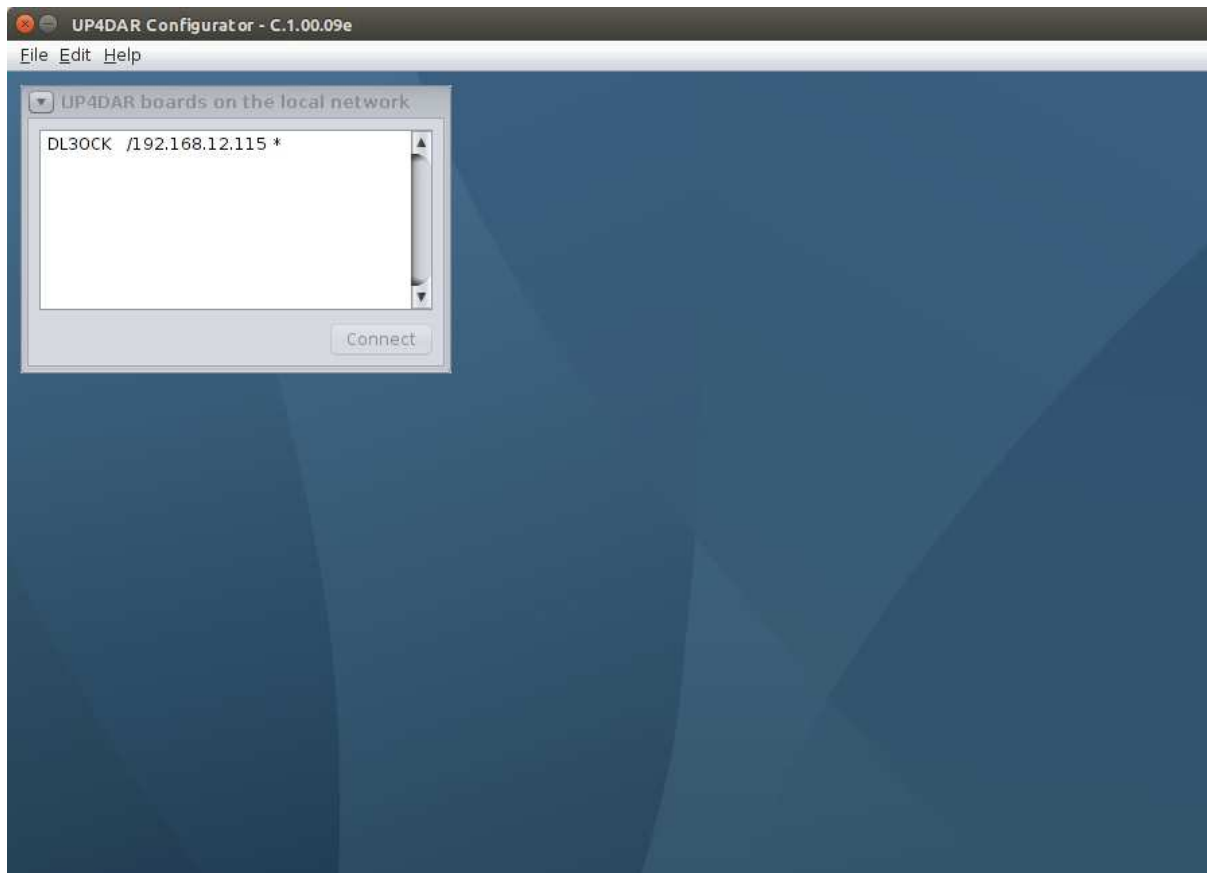 UP4DAR Configurator - C.1.00.09e
File Edit Help
UP4DAR boards on the local network
DL3OCK /192.168.12.115 *
Connect